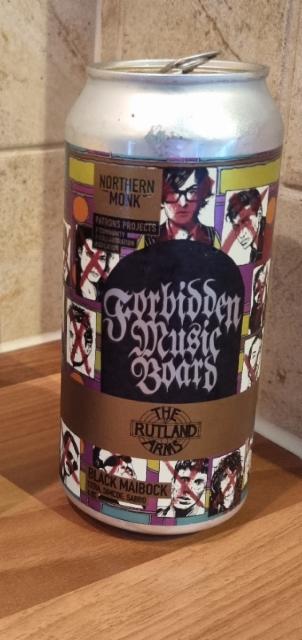 NORTHERN
MONK
PATRONS PROJECTS
Forbidden
Music
Board
THE
RUTLAND
ARMS
BLACK MAIBOCK